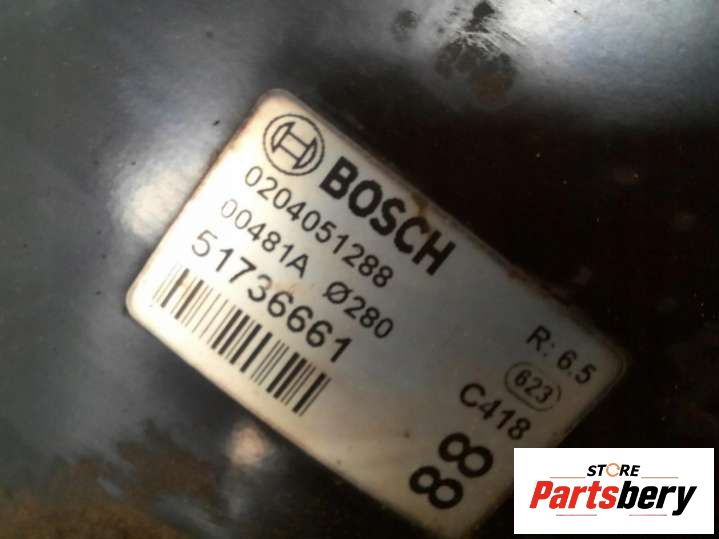 BOSCH
0204051288
00481A Ø280
51736661
R: 6.5
623
C418
88
STORE
Partsbery